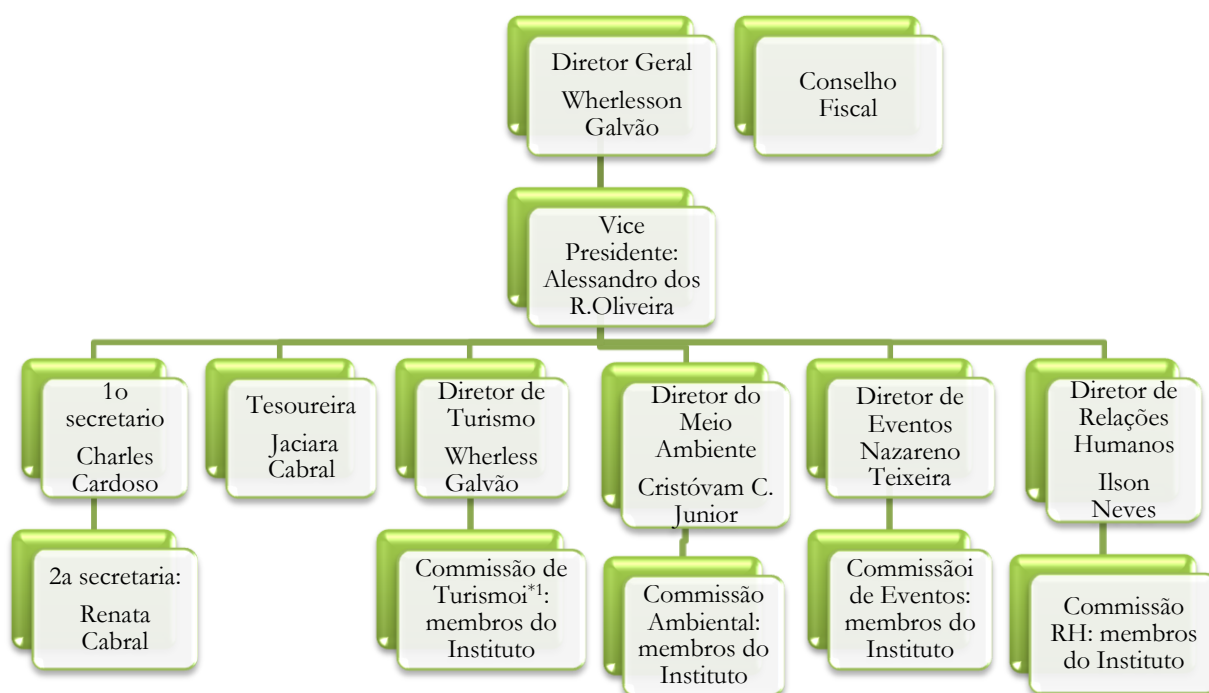 Diretor Geral
Wherlesson
Galvão
Conselho
Fiscal
Vice
Presidente:
Alessandro dos
R.Oliveira
1o
secretario
Charles
Cardoso
Tesoureira
Jaciara
Cabral
Diretor de
Turismo
Wherless
Galvão
Diretor do
Meio
Ambiente
Cristóvam C.
Junior
Diretor de
Eventos
Nazareno
Teixeira
Diretor de
Relações
Humanos
Ilson
Neves
2a secretaria:
Renata
Cabral
Commissão de
Turismoi*1:
membros do
Instituto
Commissão
Ambiental:
membros do
Instituto
Commissãoi
de Eventos:
membros do
Instituto
Commissão
RH: membros
do Instituto